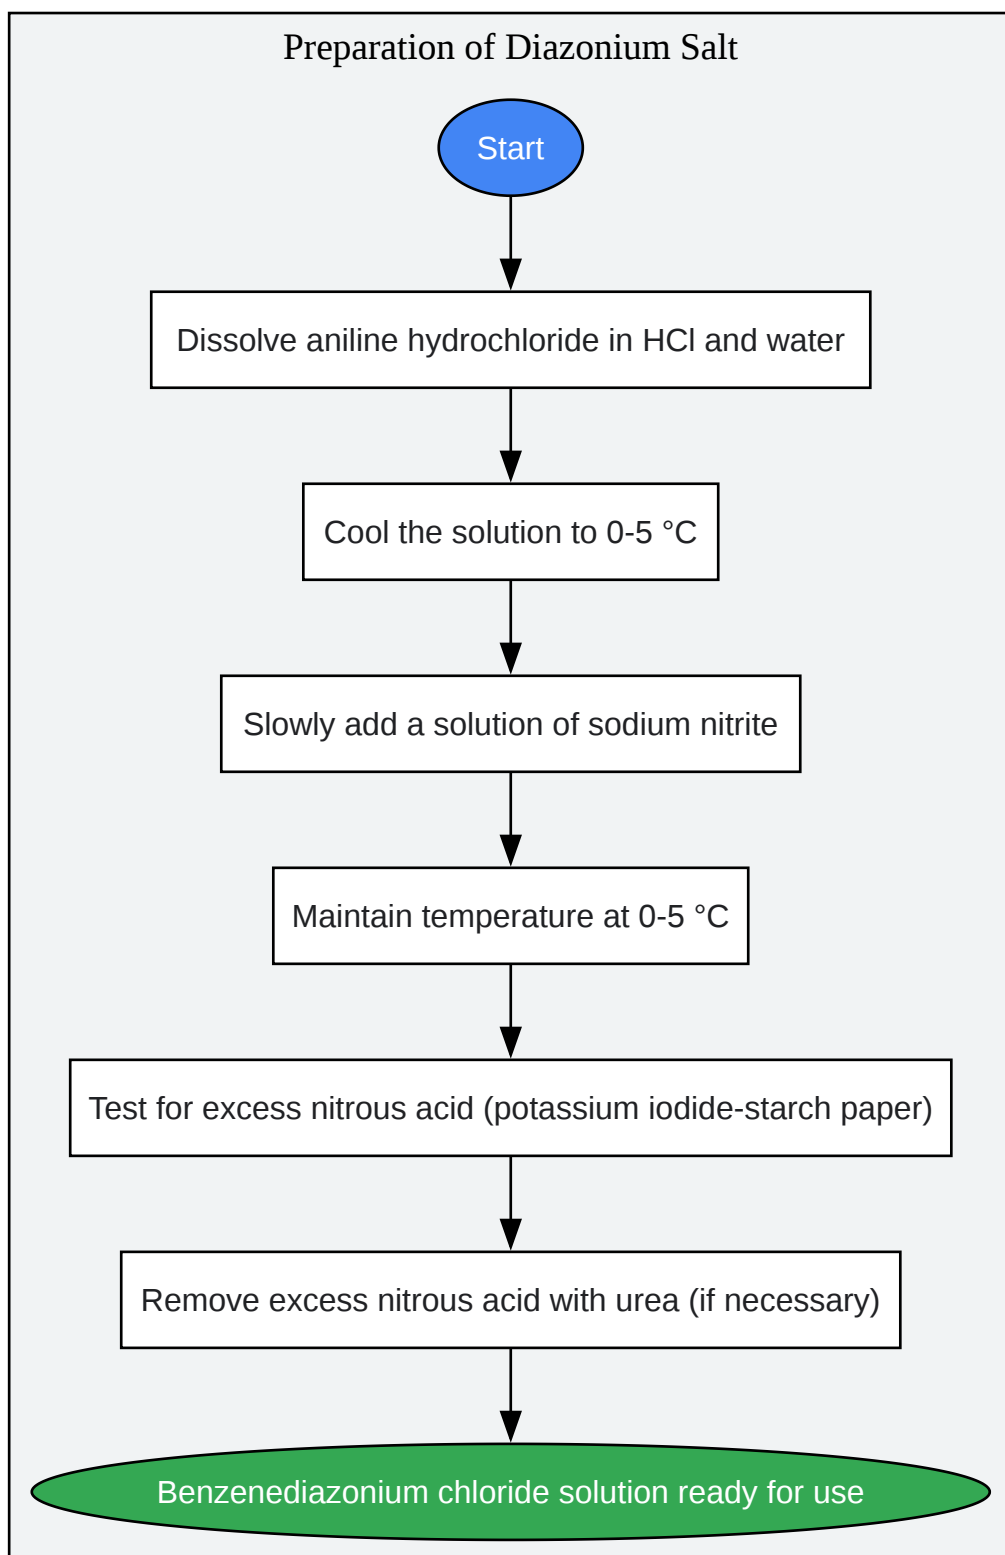 Preparation of Diazonium Salt
Start
Dissolve aniline hydrochloride in HCl and water
Cool the solution to 0-5 °C
Slowly add a solution of sodium nitrite
Maintain temperature at 0-5 °C
Test for excess nitrous acid (potassium iodide-starch paper)
Remove excess nitrous acid with urea (if necessary)
Benzenediazonium chloride solution ready for use